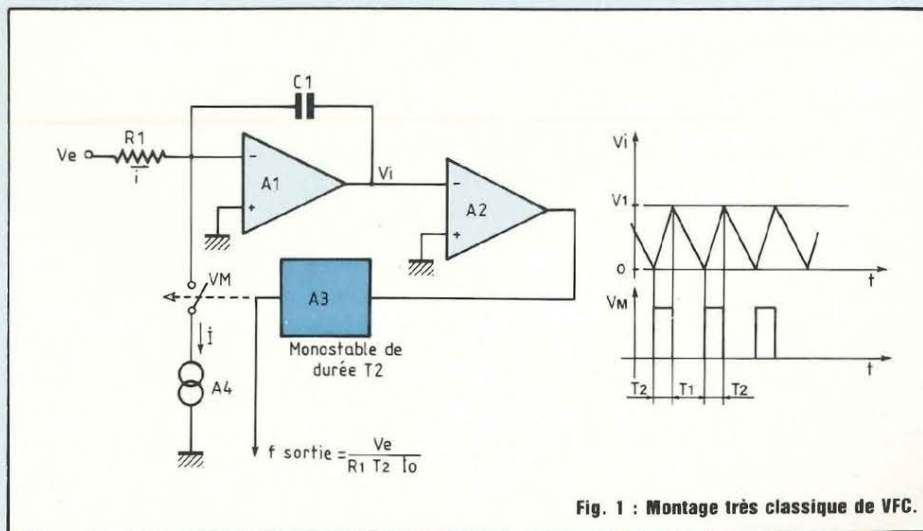 C1
R1
Ve
i
-
+
A1
Vi
-
+
A2
VM
A3
Monostable de
durée T2
i
A4
f sortie = Ve
R1 T2 Io
Vi
V1
0
t
VM
t
T2 T1 T2
Fig. 1 : Montage très classique de VFC.